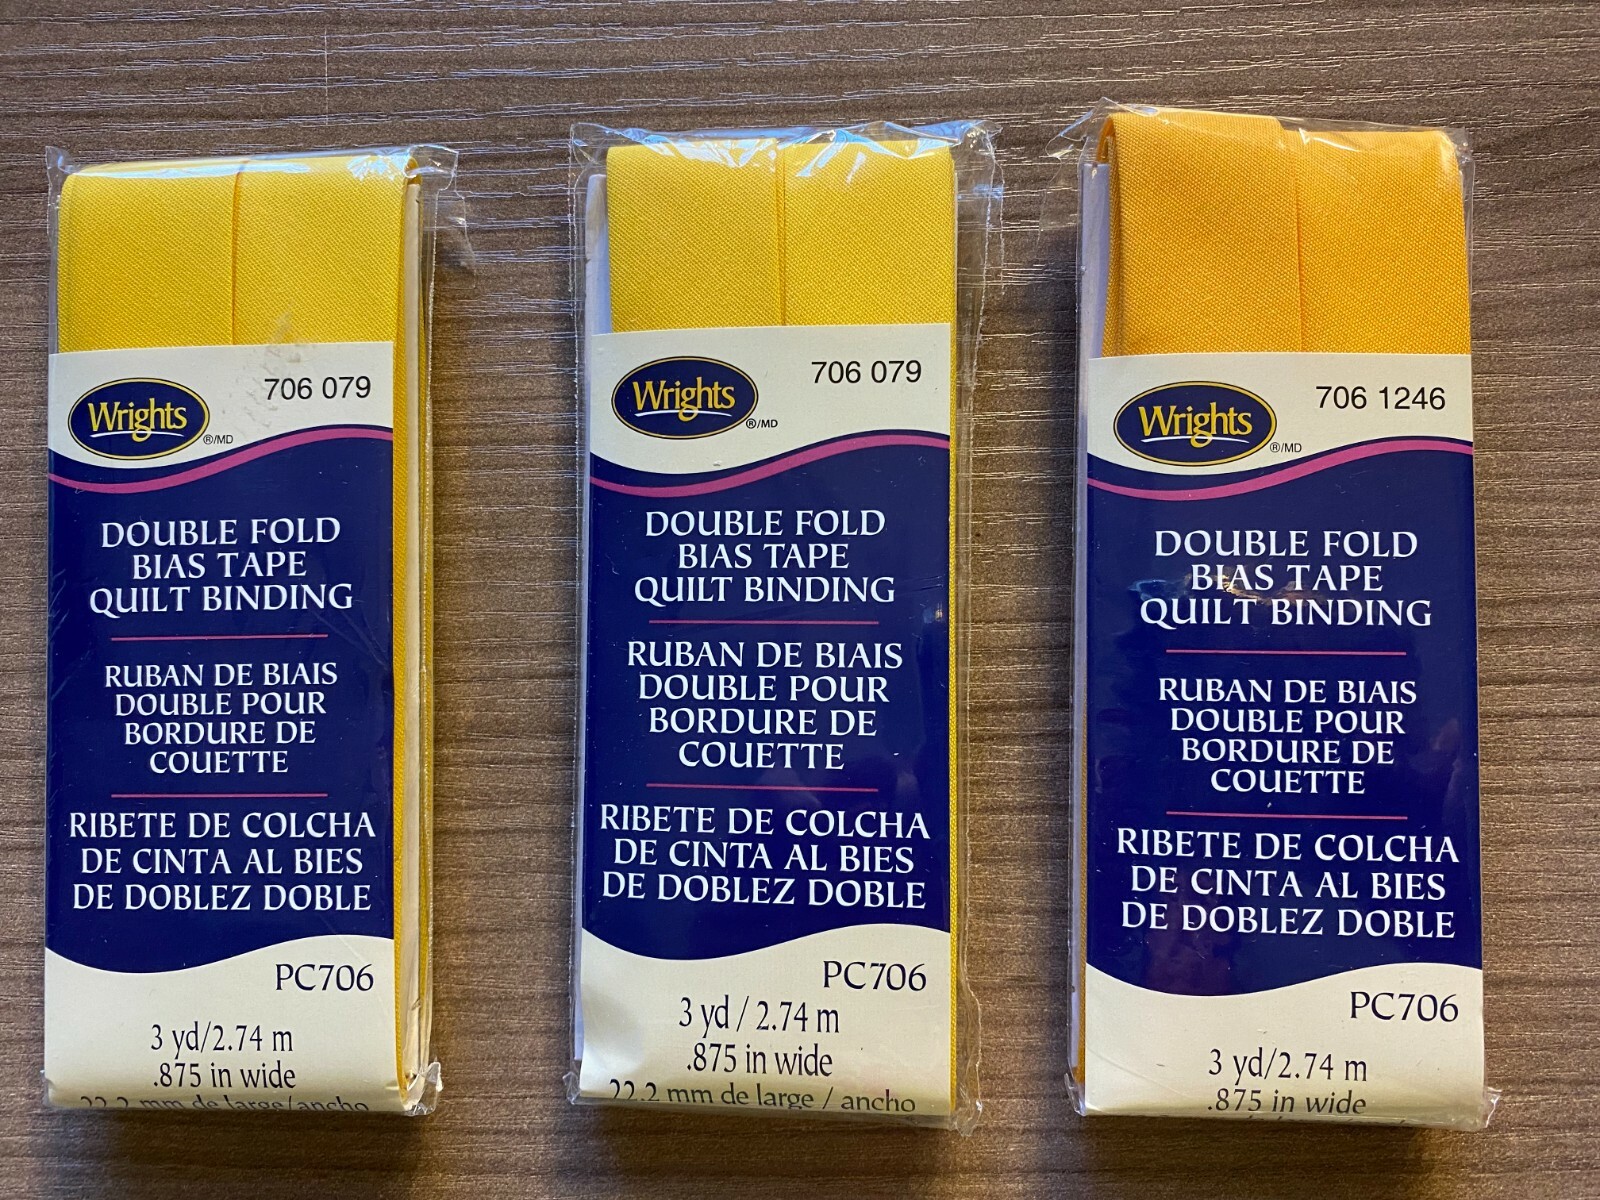 Wrights
®/MD
706 079
DOUBLE FOLD
BIAS TAPE
QUILT BINDING
RUBAN DE BIAIS
DOUBLE POUR
BORDURE DE
COUETTE
RIBETE DE COLCHA
DE CINTA AL BIES
DE DOBLEZ DOBLE
PC706
3 yd/2.74 m
.875 in wide
22.2 mm de large/ancho
Wrights
®/MD
706 079
DOUBLE FOLD
BIAS TAPE
QUILT BINDING
RUBAN DE BIAIS
DOUBLE POUR
BORDURE DE
COUETTE
RIBETE DE COLCHA
DE CINTA AL BIES
DE DOBLEZ DOBLE
PC706
3 yd / 2.74 m
.875 in wide
22.2 mm de large / ancho
Wrights
®/MD
706 1246
DOUBLE FOLD
BIAS TAPE
QUILT BINDING
RUBAN DE BIAIS
DOUBLE POUR
BORDURE DE
COUETTE
RIBETE DE COLCHA
DE CINTA AL BIES
DE DOBLEZ DOBLE
PC706
3 yd/2.74 m
.875 in wide